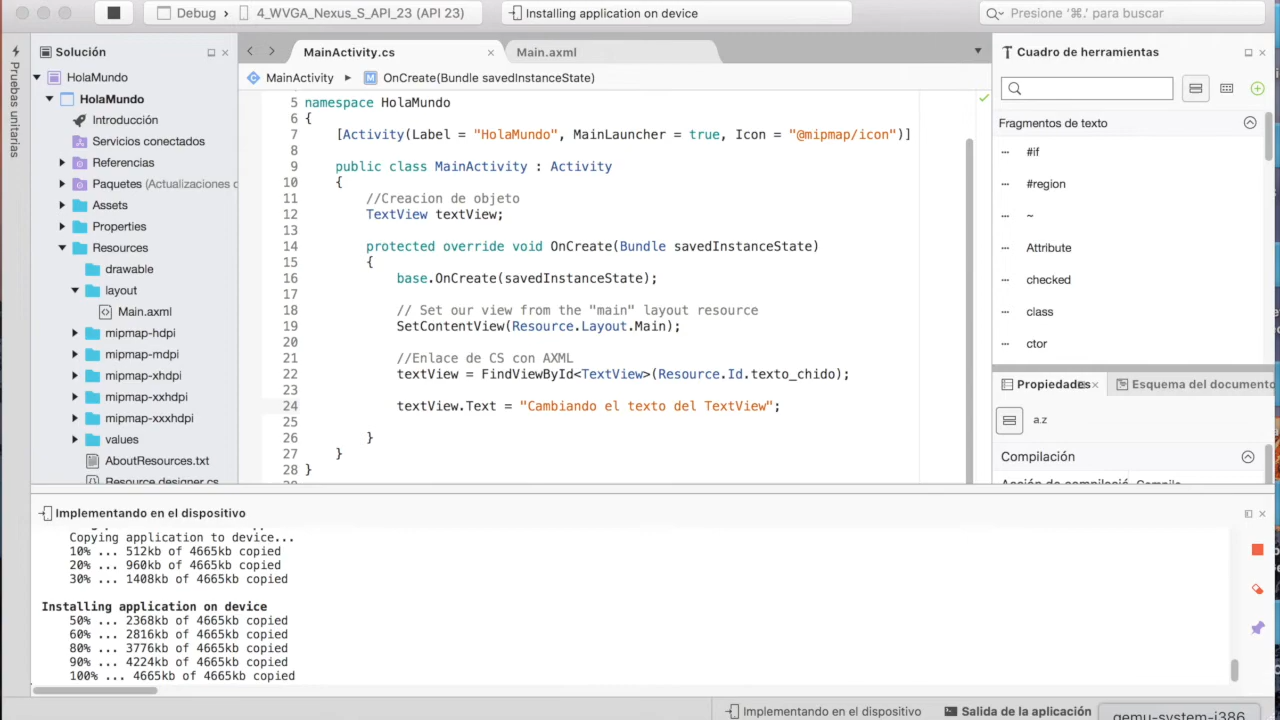 Debug
4_WVGA_Nexus_S_API_23 (API 23)
Installing application on device
Presione '⌘.' para buscar
Pruebas unitarias
Solución
HolaMundo
HolaMundo
Introducción
Servicios conectados
Referencias
Paquetes (Actualizaciones
Assets
Properties
Resources
drawable
layout
Main.axml
mipmap-hdpi
mipmap-mdpi
mipmap-xhdpi
mipmap-xxhdpi
mipmap-xxxhdpi
values
AboutResources.txt
Resource.designer.cs
MainActivity.cs
Main.axml
MainActivity
OnCreate(Bundle savedInstanceState)
5 namespace HolaMundo
6 {
7 [Activity(Label = "HolaMundo", MainLauncher = true, Icon = "@mipmap/icon")]
8
9 public class MainActivity : Activity
10 {
11 //Creacion de objeto
12 TextView textView;
13
14 protected override void OnCreate(Bundle savedInstanceState)
15 {
16 base.OnCreate(savedInstanceState);
17
18 // Set our view from the "main" layout resource
19 SetContentView(Resource.Layout.Main);
20
21 //Enlace de CS con AXML
22 textView = FindViewById<TextView>(Resource.Id.texto_chido);
23
24 textView.Text = "Cambiando el texto del TextView";
25
26 }
27 }
28 }
Cuadro de herramientas
Fragmentos de texto
#if
#region
~
Attribute
checked
class
ctor
Propiedades
Esquema del documento
a.z
Compilación
Implementando en el dispositivo
Copying application to device...
10% ... 512kb of 4665kb copied
20% ... 960kb of 4665kb copied
30% ... 1408kb of 4665kb copied
Installing application on device
50% ... 2368kb of 4665kb copied
60% ... 2816kb of 4665kb copied
80% ... 3776kb of 4665kb copied
90% ... 4224kb of 4665kb copied
100% ... 4665kb of 4665kb copied
Implementando en el dispositivo
Salida de la aplicación
qemu-system-i386